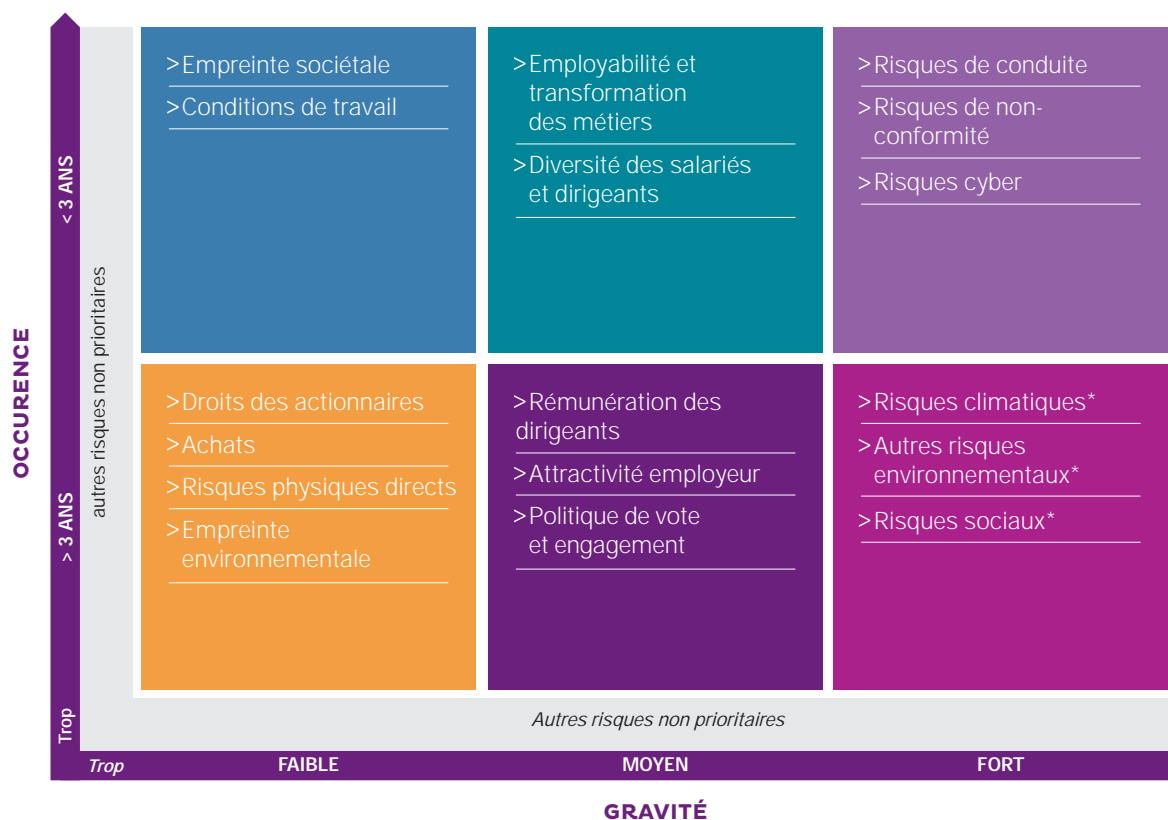 OCCURENCE
< 3 ANS
> 3 ANS
Trop
autres risques non prioritaires
>Empreinte sociétale
>Conditions de travail
>Employabilité et
transformation
des métiers
>Diversité des salariés
et dirigeants
>Risques de conduite
>Risques de non-
conformité
>Risques cyber
>Droits des actionnaires
>Achats
>Risques physiques directs
>Empreinte
environnementale
>Rémunération des
dirigeants
>Attractivité employeur
>Politique de vote
et engagement
>Risques climatiques*
>Autres risques
environnementaux*
>Risques sociaux*
Autres risques non prioritaires
Trop
FAIBLE
MOYEN
FORT
GRAVITÉ